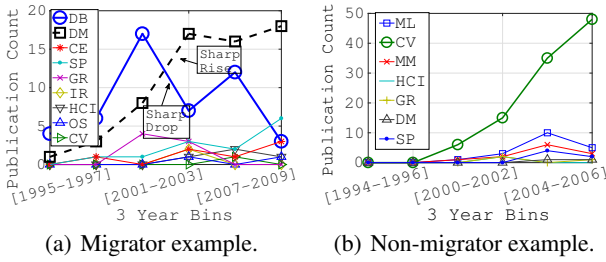 20
15
10
5
0
Publication Count
DB
DM
CE
SP
GR
IR
HCI
OS
CV
Sharp
Rise
Sharp
Drop
[1995-1997]
[2001-2003]
[2007-2009]
3 Year Bins
(a) Migrator example.
50
40
30
20
10
0
Publication Count
ML
CV
MM
HCI
GR
DM
SP
[1994-1996]
[2000-2002]
[2004-2006]
3 Year Bins
(b) Non-migrator example.